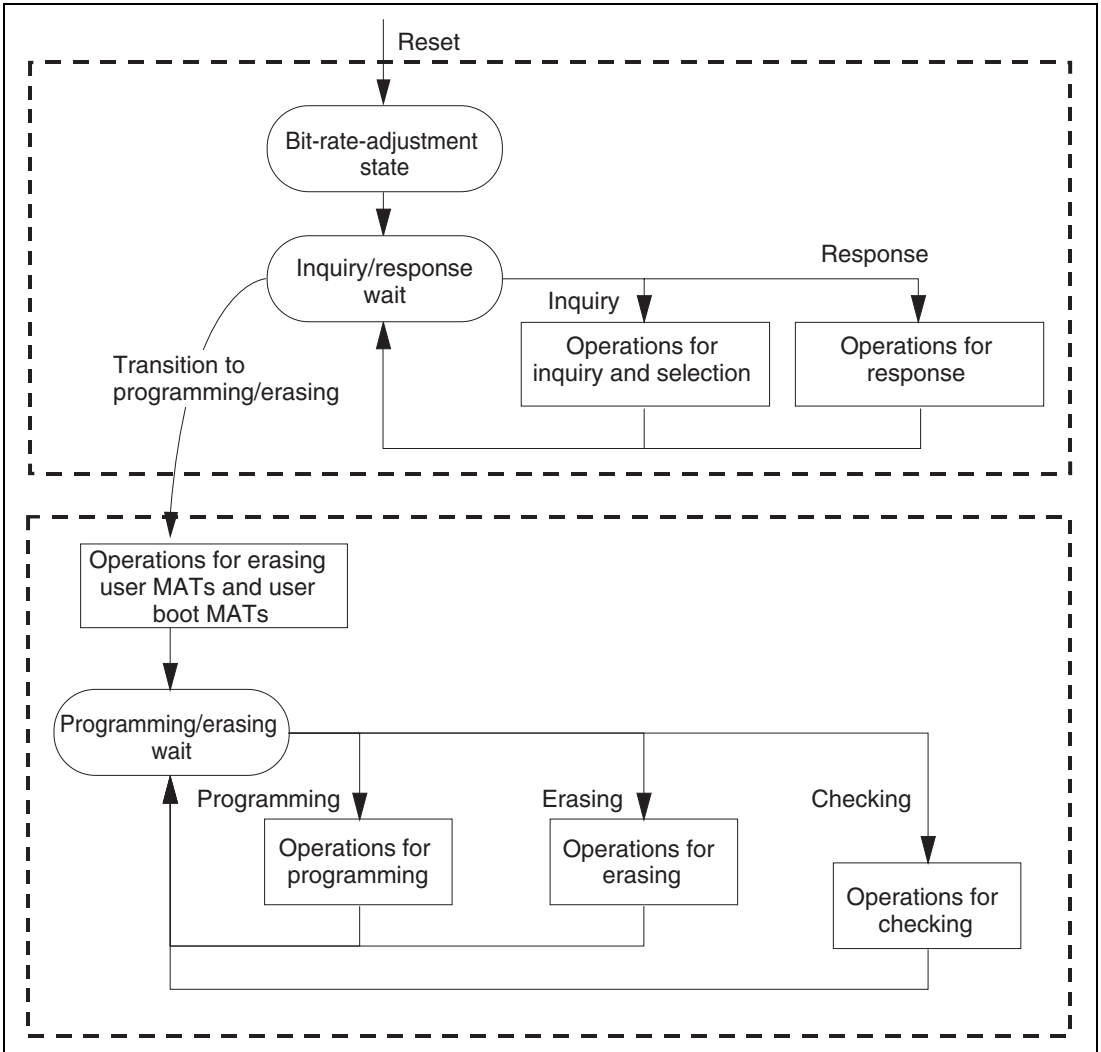 Reset
Bit-rate-adjustment
state
Inquiry/response
wait
Response
Inquiry
Operations for
inquiry and selection
Operations for
response
Transition to
programming/erasing
Operations for erasing
user MATs and user
boot MATs
Programming/erasing
wait
Programming
Erasing
Checking
Operations for
programming
Operations for
erasing
Operations for
checking